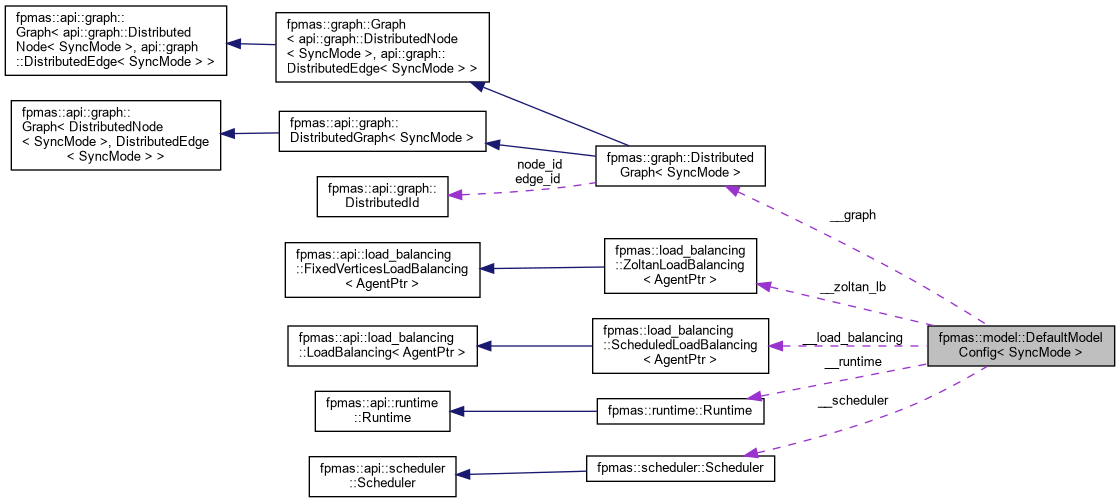 fpmas::api::graph::
Graph< api::graph::Distributed
Node< SyncMode >, api::graph
::DistributedEdge< SyncMode > >
fpmas::graph::Graph
< api::graph::DistributedNode
< SyncMode >, api::graph::
DistributedEdge< SyncMode > >
fpmas::api::graph::
Graph< DistributedNode
< SyncMode >, DistributedEdge
< SyncMode > >
fpmas::api::graph::
DistributedGraph< SyncMode >
fpmas::graph::Distributed
Graph< SyncMode >
node_id
edge_id
fpmas::api::graph::
DistributedId
__graph
fpmas::api::load_balancing
::FixedVerticesLoadBalancing
< AgentPtr >
fpmas::load_balancing
::ZoltanLoadBalancing
< AgentPtr >
__zoltan_lb
fpmas::api::load_balancing
::LoadBalancing< AgentPtr >
fpmas::load_balancing
::ScheduledLoadBalancing
< AgentPtr >
__load_balancing
fpmas::model::DefaultModel
Config< SyncMode >
__runtime
fpmas::api::runtime
::Runtime
fpmas::runtime::Runtime
__scheduler
fpmas::api::scheduler
::Scheduler
fpmas::scheduler::Scheduler